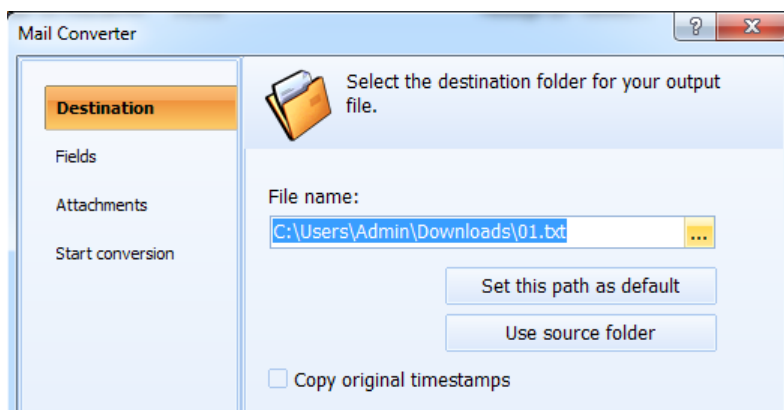 Mail Converter
Destination
Fields
Attachments
Start conversion
Select the destination folder for your output
file.
File name:
C:\Users\Admin\Downloads\01.txt
...
Set this path as default
Use source folder
Copy original timestamps